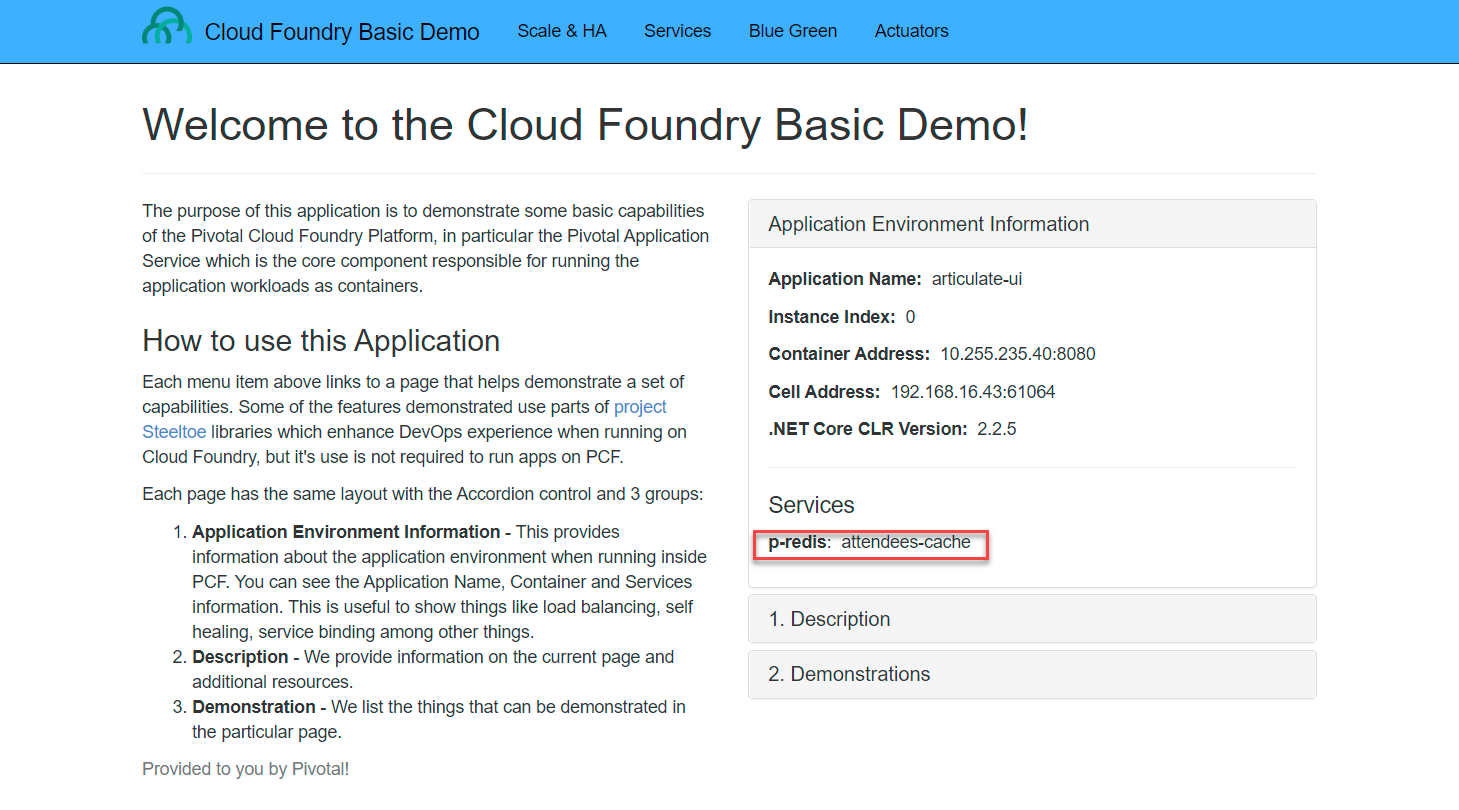 Cloud Foundry Basic Demo Scale & HA Services Blue Green Actuators
Welcome to the Cloud Foundry Basic Demo!
The purpose of this application is to demonstrate some basic capabilities
of the Pivotal Cloud Foundry Platform, in particular the Pivotal Application
Service which is the core component responsible for running the
application workloads as containers.
How to use this Application
Each menu item above links to a page that helps demonstrate a set of
capabilities. Some of the features demonstrated use parts of project
Steeltoe libraries which enhance DevOps experience when running on
Cloud Foundry, but it's use is not required to run apps on PCF.
Each page has the same layout with the Accordion control and 3 groups:
1. Application Environment Information - This provides
information about the application environment when running inside
PCF. You can see the Application Name, Container and Services
information. This is useful to show things like load balancing, self
healing, service binding among other things.
2. Description - We provide information on the current page and
additional resources.
3. Demonstration - We list the things that can be demonstrated in
the particular page.
Provided to you by Pivotal!
Application Environment Information
Application Name: articulate-ui
Instance Index: 0
Container Address: 10.255.235.40:8080
Cell Address: 192.168.16.43:61064
.NET Core CLR Version: 2.2.5
Services
p-redis: attendees-cache
1. Description
2. Demonstrations